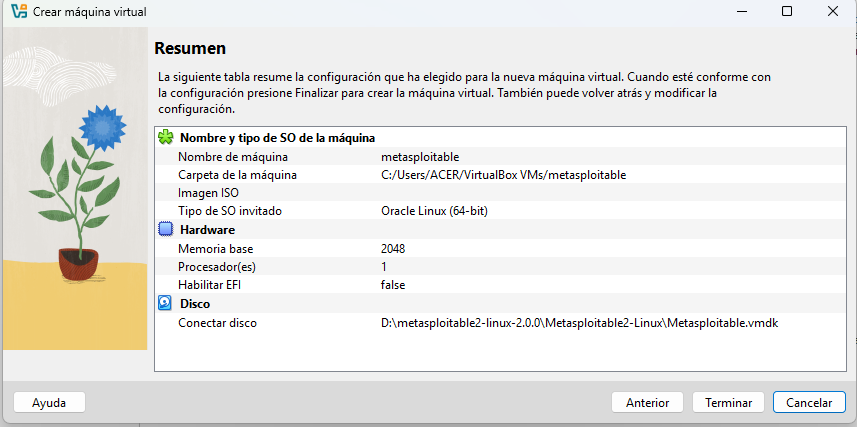 Crear máquina virtual
Resumen
La siguiente tabla resume la configuración que ha elegido para la nueva máquina virtual. Cuando esté conforme con
la configuración presione Finalizar para crear la máquina virtual. También puede volver atrás y modificar la
configuración.
Nombre y tipo de SO de la máquina
Nombre de máquina metasploitable
Carpeta de la máquina C:/Users/ACER/VirtualBox VMs/metasploitable
Imagen ISO
Tipo de SO invitado Oracle Linux (64-bit)
Hardware
Memoria base 2048
Procesador(es) 1
Habilitar EFI false
Disco
Conectar disco D:\metasploitable2-linux-2.0.0\Metasploitable2-Linux\Metasploitable.vmdk
Ayuda Anterior Terminar Cancelar